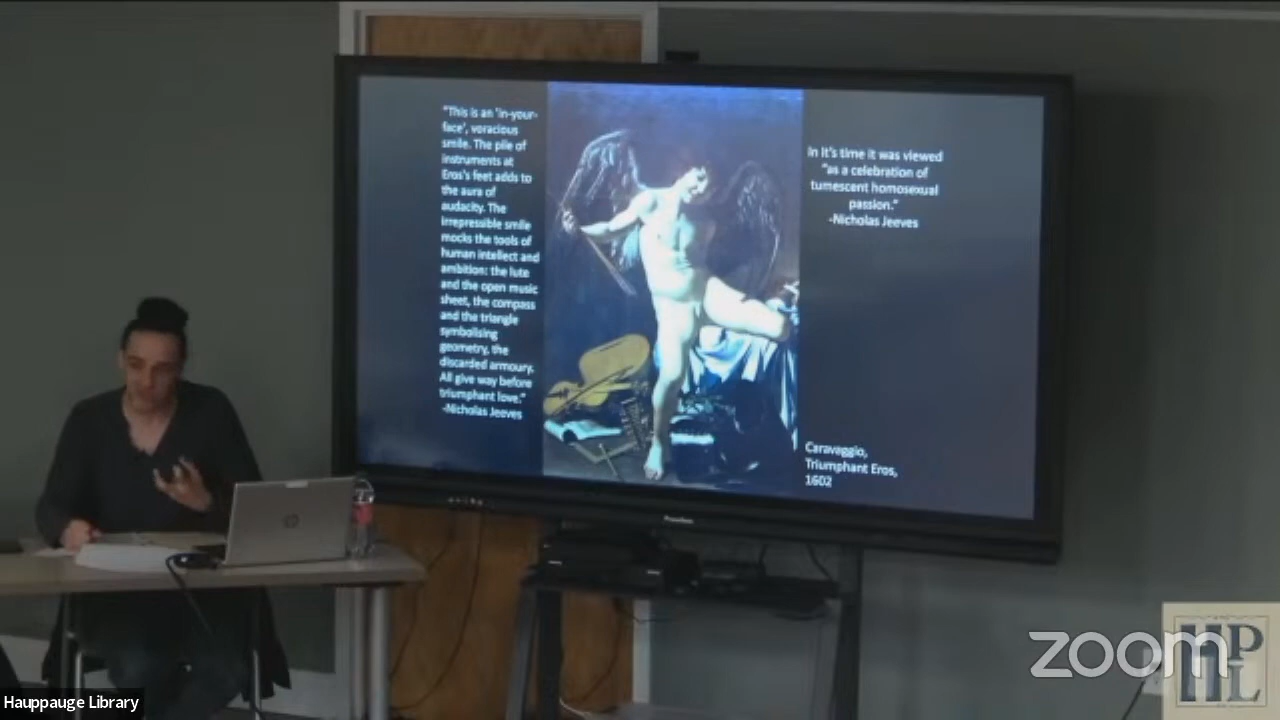 "This is an 'in-your-
face', voracious
smile. The pile of
instruments at
Eros's feet adds to
the aura of
audacity. The
irrepressible smile
mocks the tools of
human intellect and
ambition: the lute
and the open music
sheet, the compass
and the triangle
symbolising
geometry, the
discarded armoury.
All give way before
triumphant love."
-Nicholas Jeeves
In it's time it was viewed
"as a celebration of
tumescent homosexual
passion."
-Nicholas Jeeves
Caravaggio,
Triumphant Eros,
1602
hp
Hauppauge Library
zoom
HPL